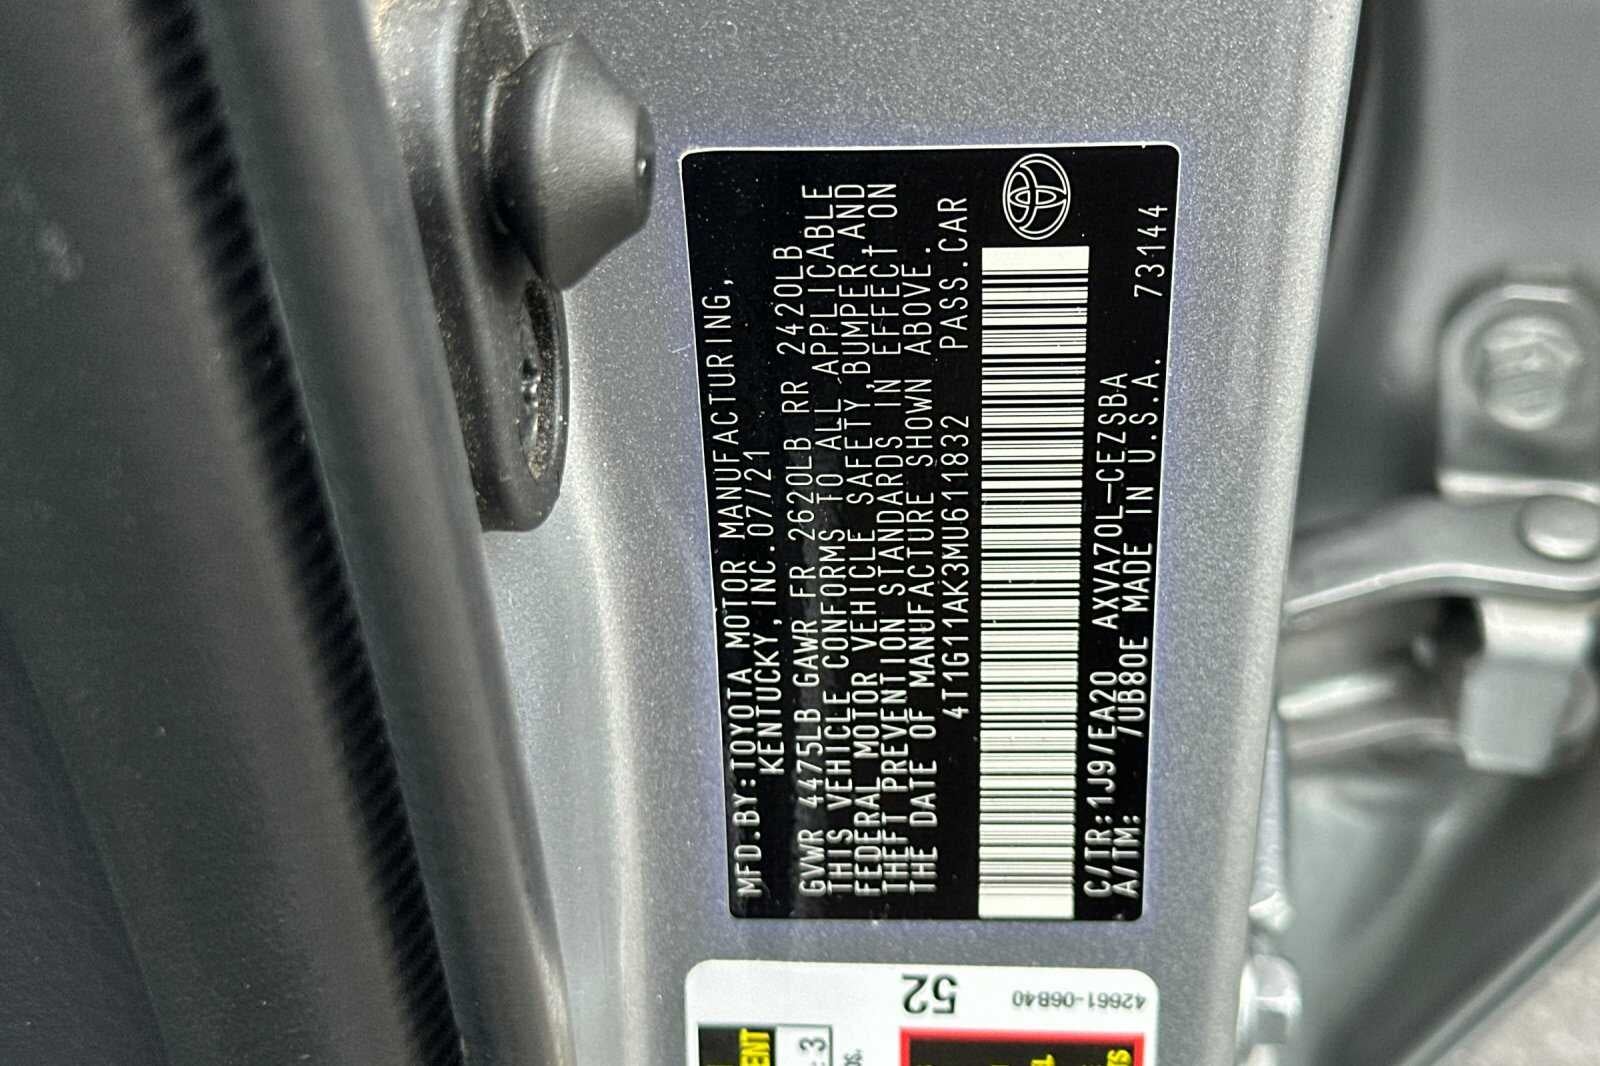 MFD.BY:TOYOTA MOTOR MANUFACTURING,
KENTUCKY,INC.07/21
GVWR 4475LB GAWR FR 2620LB RR 2420LB
THIS VEHICLE CONFORMS TO ALL APPLICABLE
FEDERAL MOTOR VEHICLE SAFETY,BUMPER,AND
THEFT PREVENTION STANDARDS IN EFFECT ON
THE DATE OF MANUFACTURE SHOWN ABOVE.
4T1G11AK3MU611832 PASS.CAR
C/TR:1J9/EA20 AXVA70L-CEZSBA 73144
A/TM: /UB80E MADE IN U.S.A.
52
42661-06B40
3